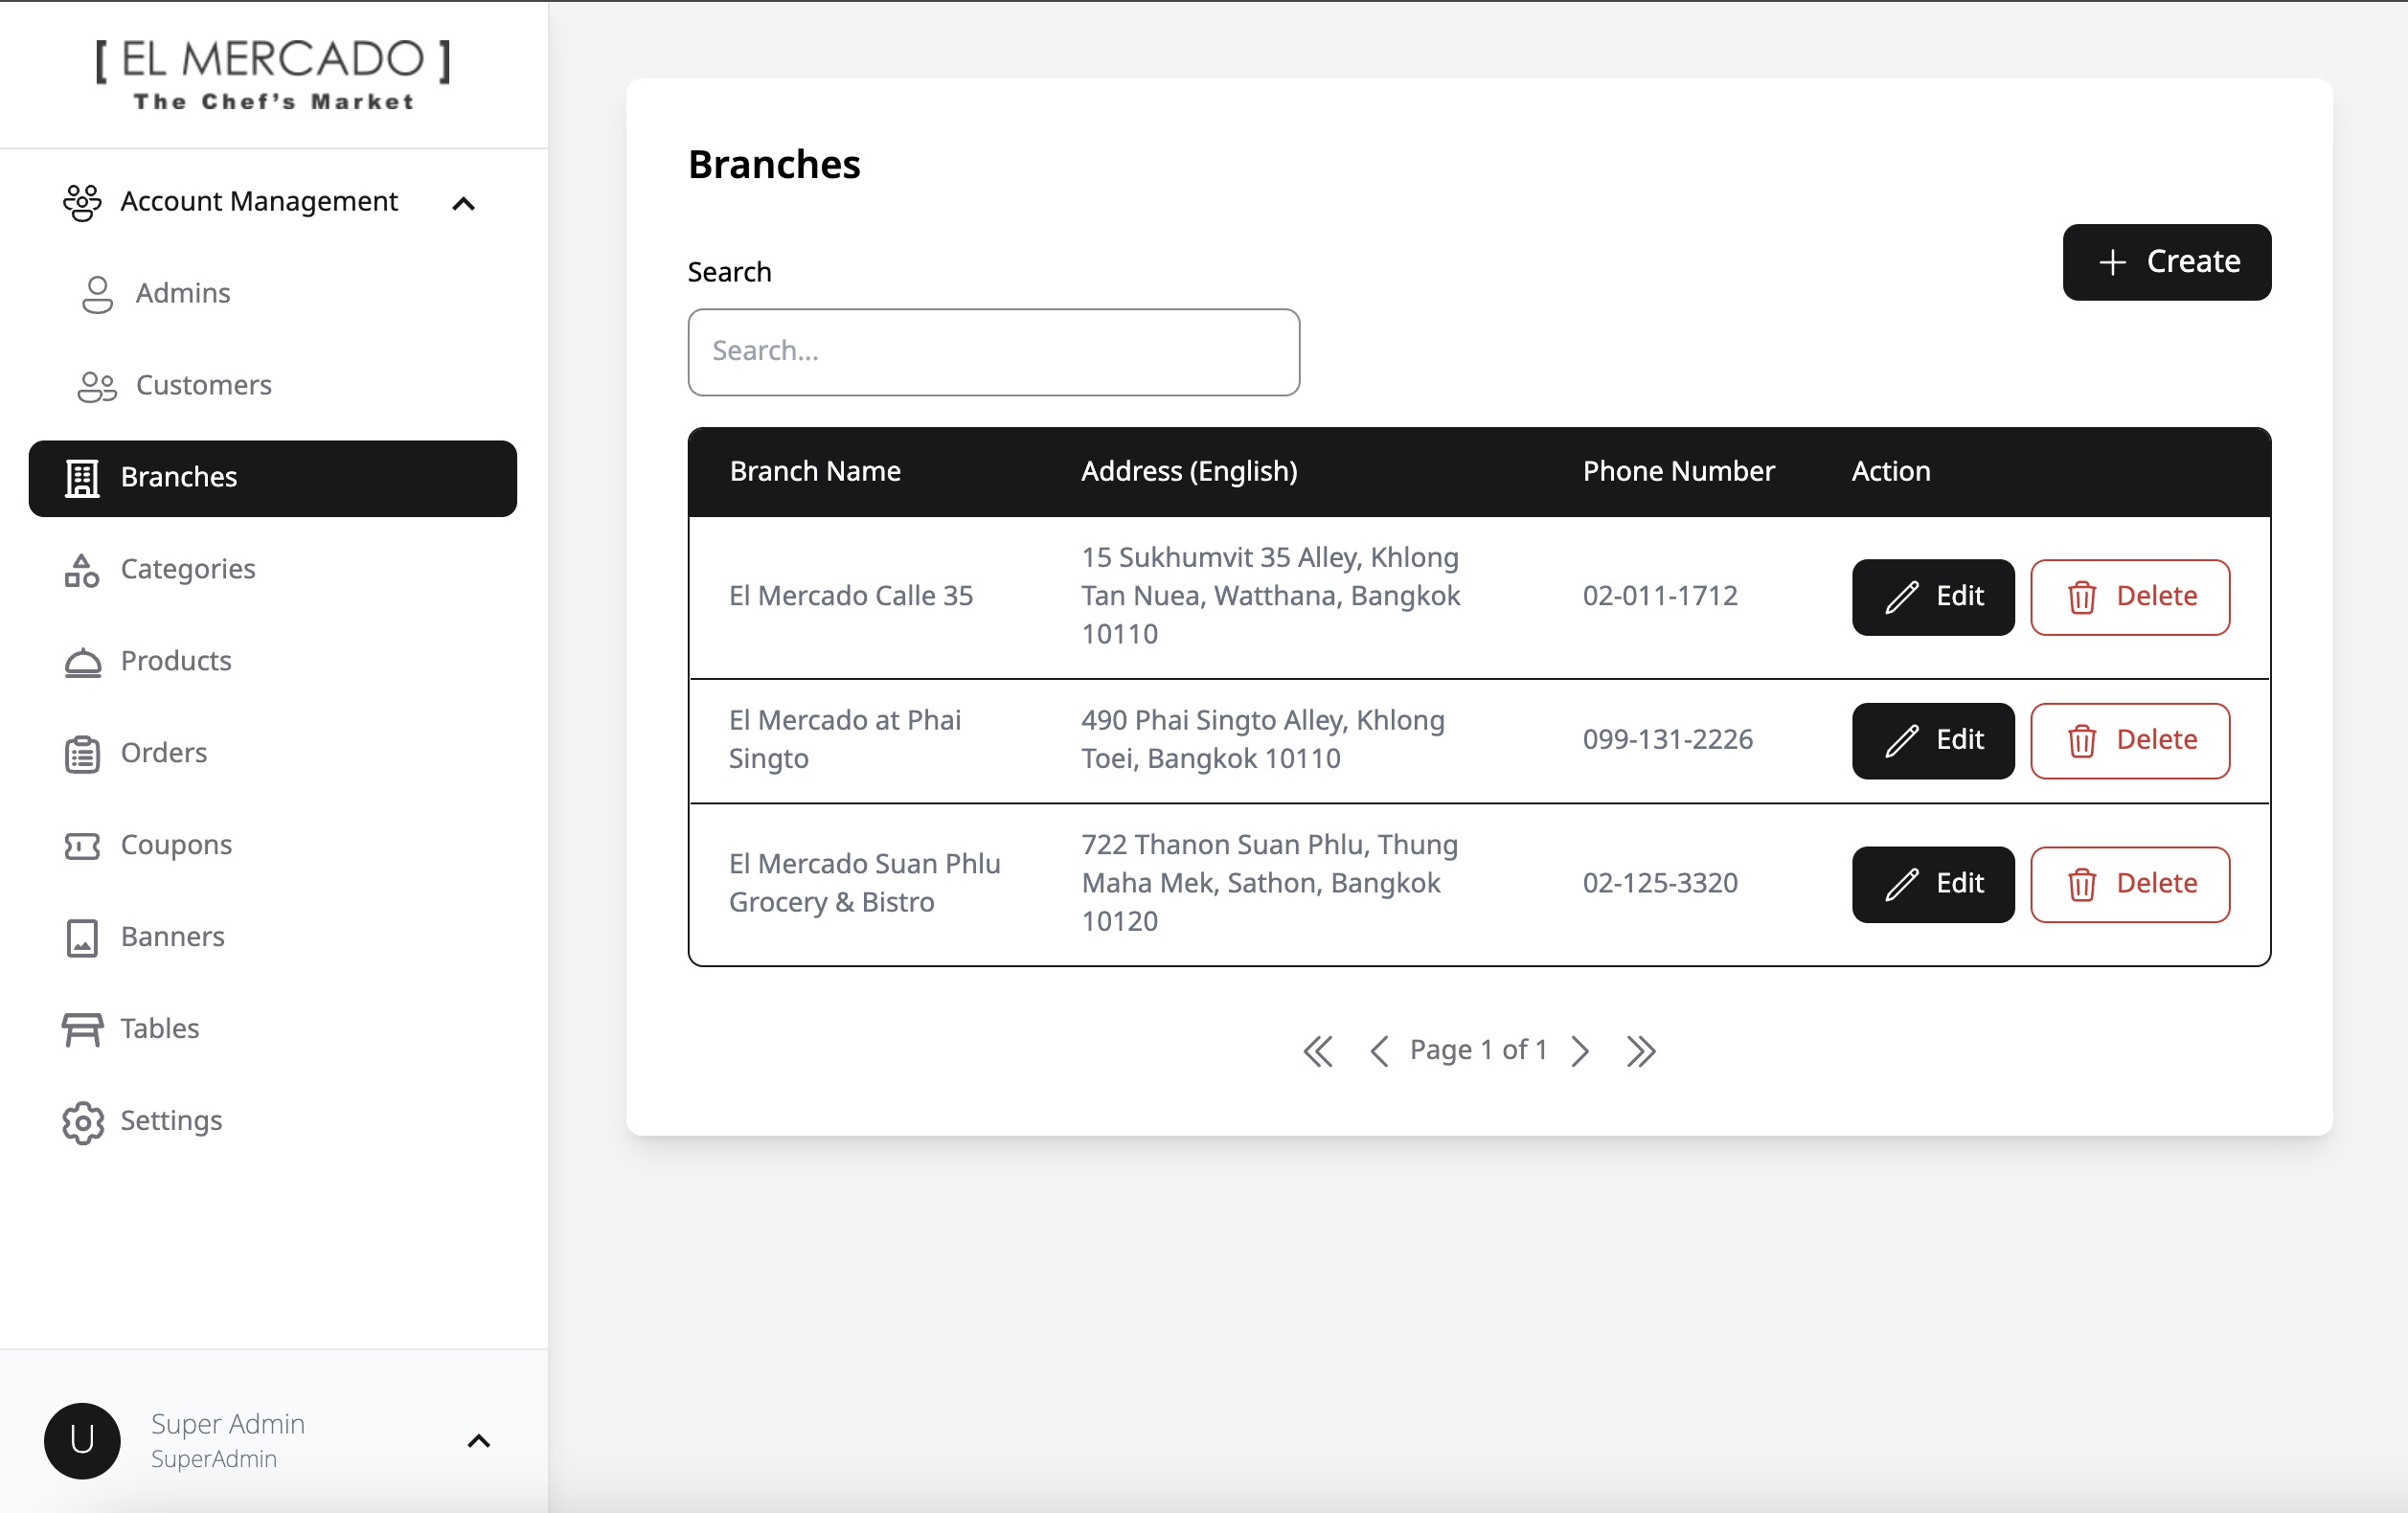 [ EL MERCADO ]
The Chef's Market
Account Management
Admins
Customers
Branches
Categories
Products
Orders
Coupons
Banners
Tables
Settings
U
Super Admin
SuperAdmin
Branches
Create
Search
Search...
Branch Name Address (English) Phone Number Action
El Mercado Calle 35
15 Sukhumvit 35 Alley, Khlong
Tan Nuea, Watthana, Bangkok
10110
02-011-1712
Edit Delete
El Mercado at Phai
Singto
490 Phai Singto Alley, Khlong
Toei, Bangkok 10110
099-131-2226
Edit Delete
El Mercado Suan Phlu
Grocery & Bistro
722 Thanon Suan Phlu, Thung
Maha Mek, Sathon, Bangkok
10120
02-125-3320
Edit Delete
Page 1 of 1